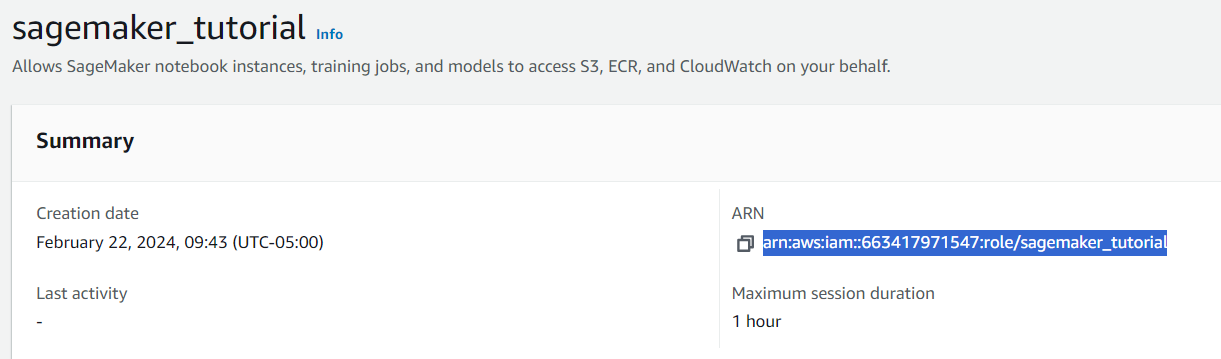 sagemaker_tutorial Info
Allows SageMaker notebook instances, training jobs, and models to access S3, ECR, and CloudWatch on your behalf.
Summary
Creation date
February 22, 2024, 09:43 (UTC-05:00)
ARN
arn:aws:iam::663417971547:role/sagemaker_tutorial
Last activity
-
Maximum session duration
1 hour